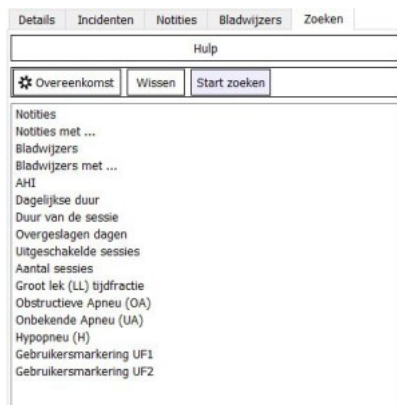 Details Incidenten Notities Bladwijzers Zoeken
Hulp
Overeenkomst Wissen Start zoeken
Notities
Notities met ...
Bladwijzers
Bladwijzers met ...
AHI
Dagelijkse duur
Duur van de sessie
Overgeslagen dagen
Uitgeschakelde sessies
Aantal sessies
Groot lek (LL) tijdfractie
Obstructieve Apneu (OA)
Onbekende Apneu (UA)
Hypopneu (H)
Gebruikersmarkering UF1
Gebruikersmarkering UF2